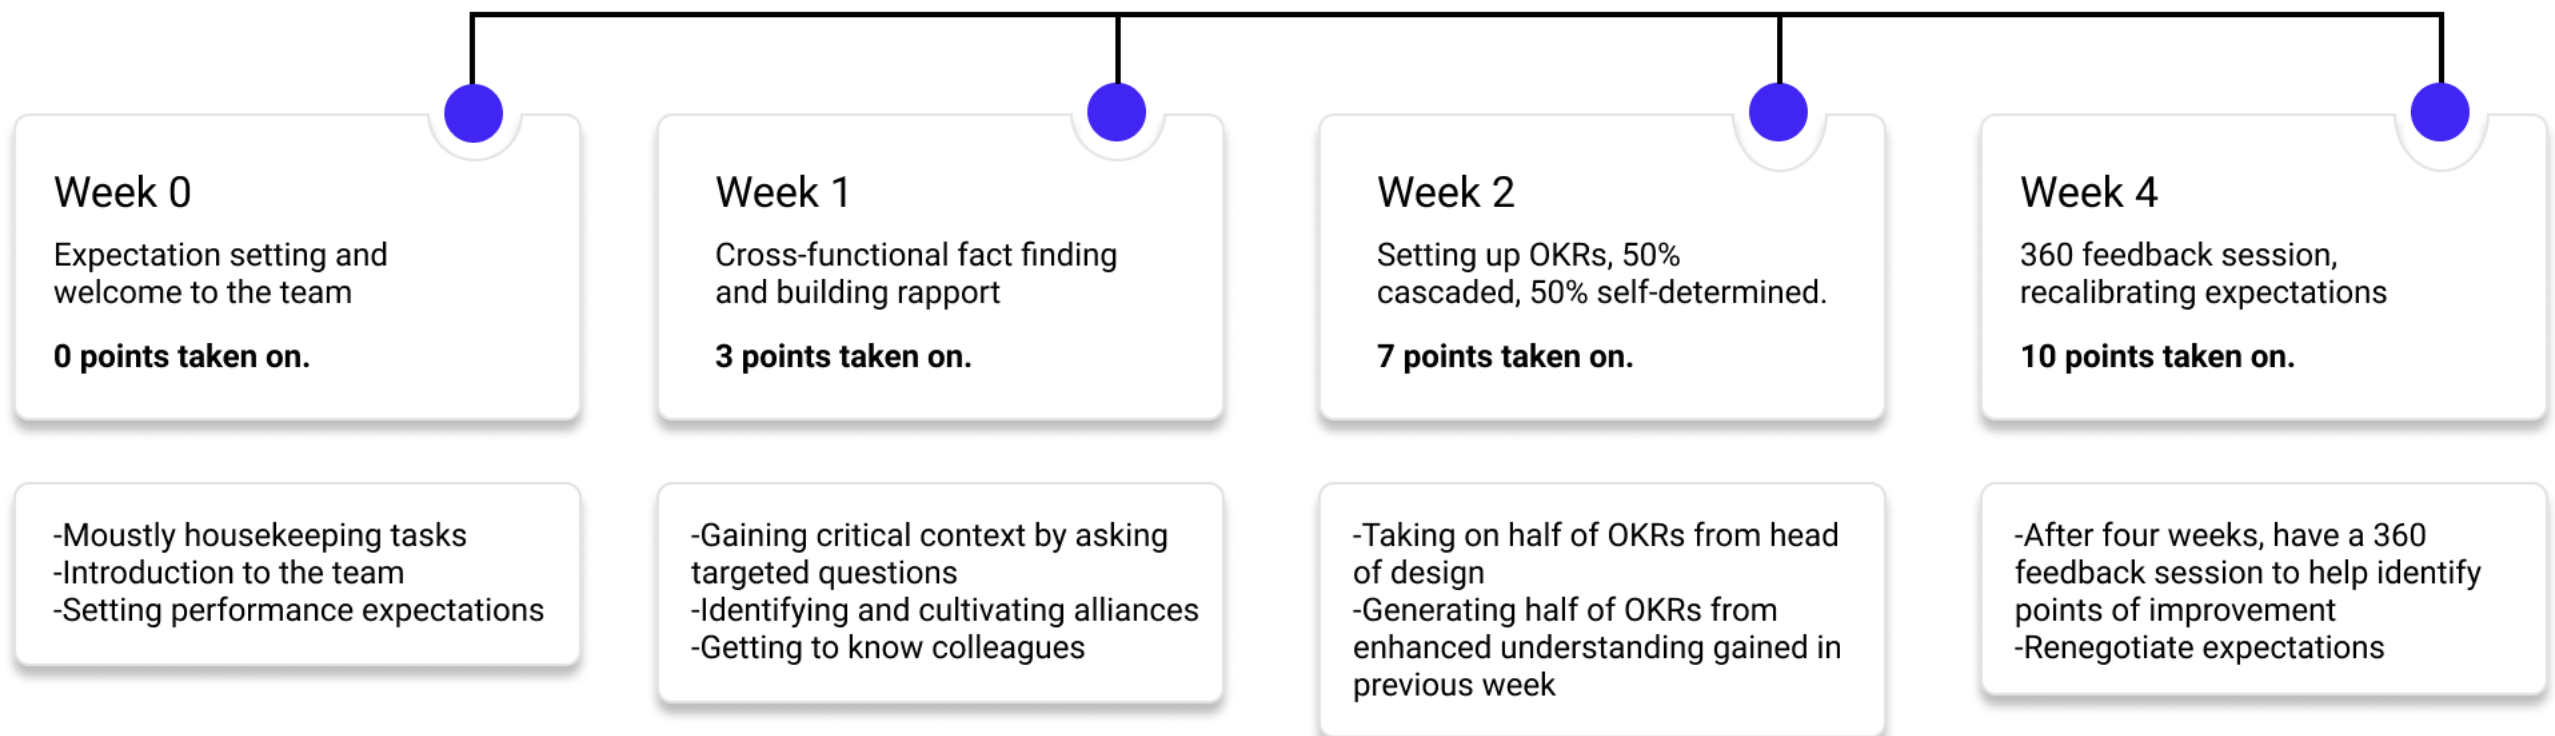 Week 0
Expectation setting and
welcome to the team
0 points taken on.
-Moustly housekeeping tasks
-Introduction to the team
-Setting performance expectations
Week 1
Cross-functional fact finding
and building rapport
3 points taken on.
-Gaining critical context by asking
targeted questions
-Identifying and cultivating alliances
-Getting to know colleagues
Week 2
Setting up OKRs, 50%
cascaded, 50% self-determined.
7 points taken on.
-Taking on half of OKRs from head
of design
-Generating half of OKRs from
enhanced understanding gained in
previous week
Week 4
360 feedback session,
recalibrating expectations
10 points taken on.
-After four weeks, have a 360
feedback session to help identify
points of improvement
-Renegotiate expectations